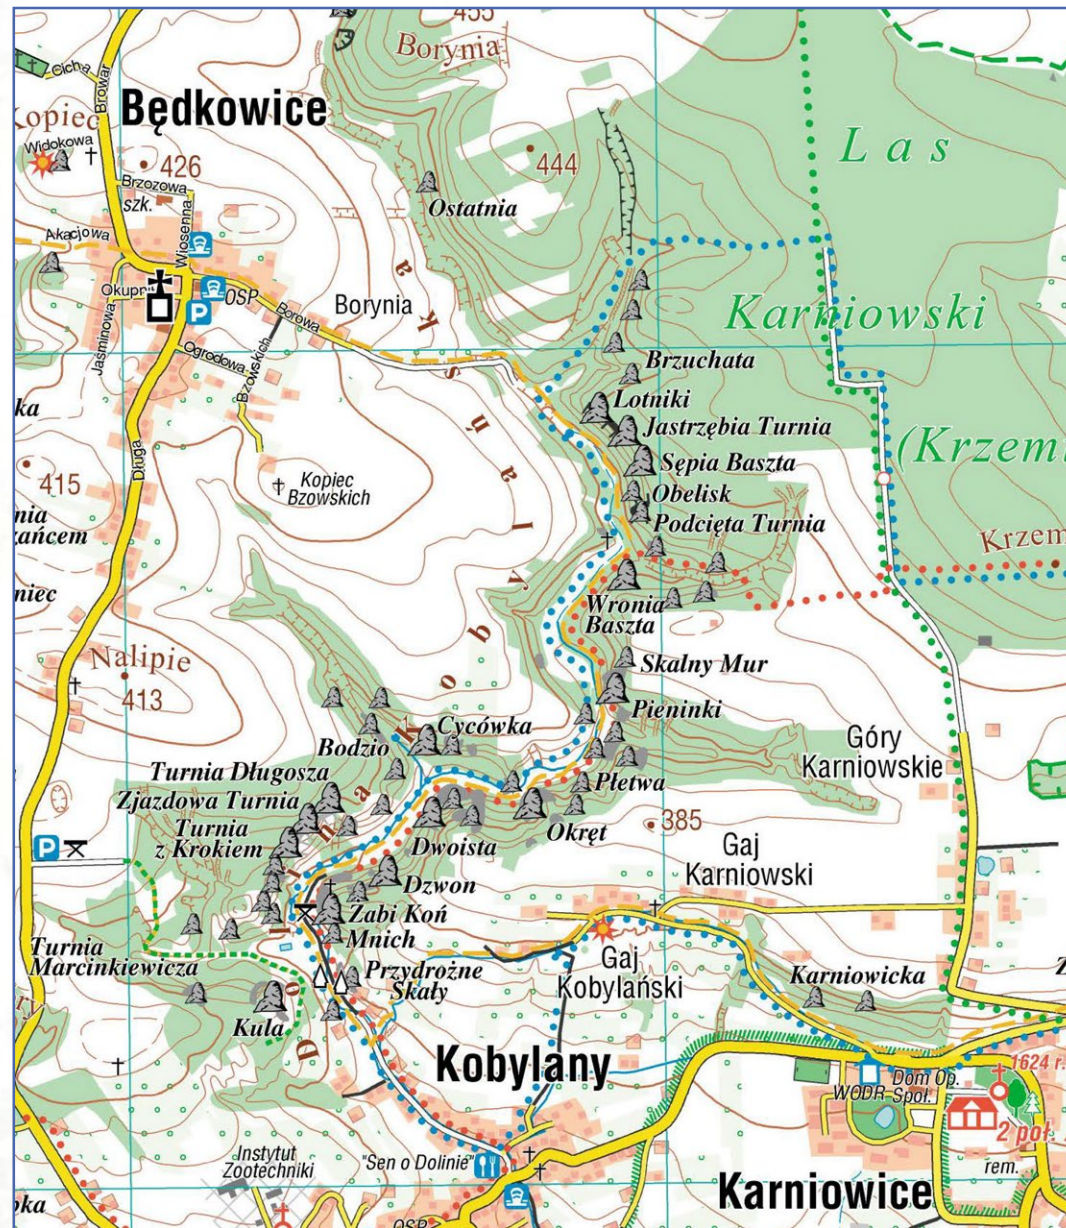 455
Borynia
Cicha
Browar
Będkowice
Kopiec
Widokowa
426
444
Las
Brzozowa
szk.
Ostatnia
Wiosenna
Akacjowa
Okupnik
OSP
P
Jaśminowa
Borowa
Borynia
Karniowski
Ogrodowa
Bzowskich
Brzuchata
Lotniki
Jastrzębia Turnia
Długa
Sępia Baszta
(Krzem
415
Kopiec
Bzowskich
Obelisk
Podcięta Turnia
Krzem
Wronia
Baszta
Nalipie
413
Skalny Mur
Pieninki
Dolina Kobylańska
Bodzio
Cycówka
Góry
Karniowskie
Turnia Długosza
Zjazdowa Turnia
Turnia
z Krokiem
Płetwa
Okręt
385
P
Dwoista
Gaj
Karniowski
Dzwon
Żabi Koń
Mnich
Turnia
Marcinkiewicza
Przydrożne
Skały
Gaj
Kobylański
Karniowicka
Kula
Kobylany
1624 r.
Dom Op.
Społ.
WODR
2 poł.
rem.
Instytut
Zootechniki
"Sen o Dolinie"
Karniowice
OSP